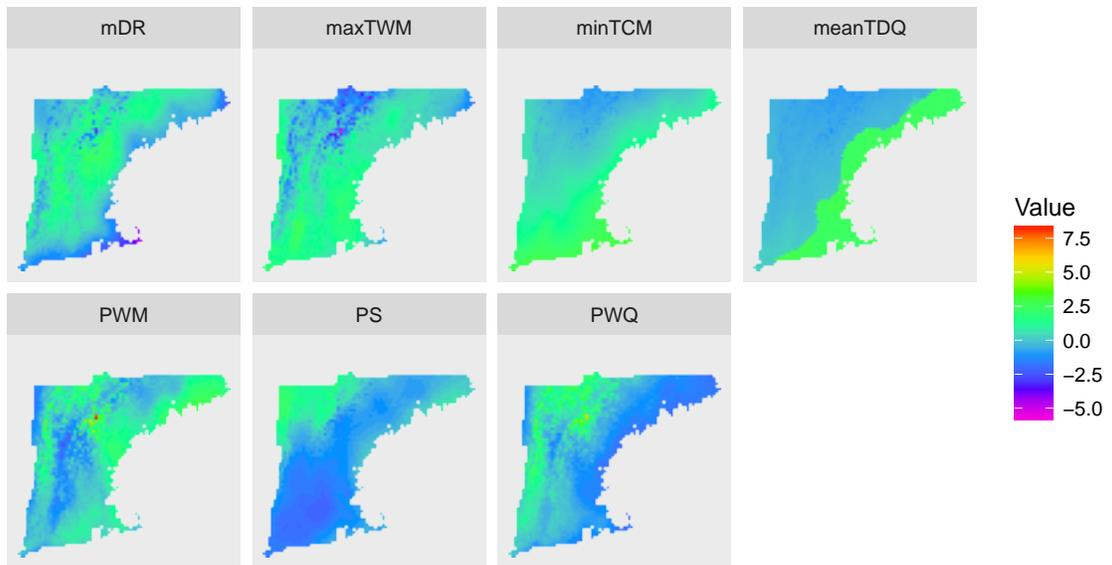 mDR
maxTWM
minTCM
meanTDQ
PWM
PS
PWQ
Value
7.5
5.0
2.5
0.0
−2.5
−5.0